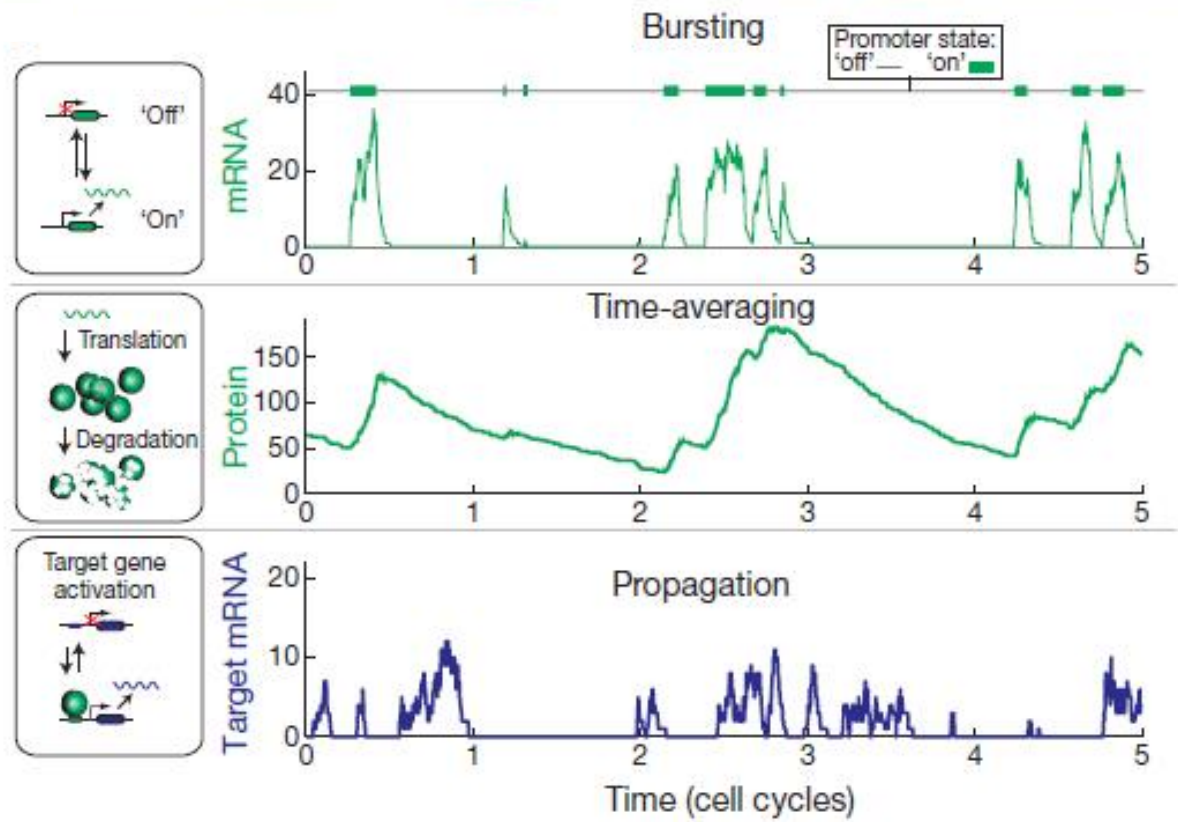 Bursting
Promoter state:
'off' 'on'
'Off'
'On'
mRNA
40
20
0
0 1 2 3 4 5
Time-averaging
Translation
Degradation
Protein
150
100
50
0
0 1 2 3 4 5
Target gene
activation
Propagation
Target mRNA
20
10
0
0 1 2 3 4 5
Time (cell cycles)